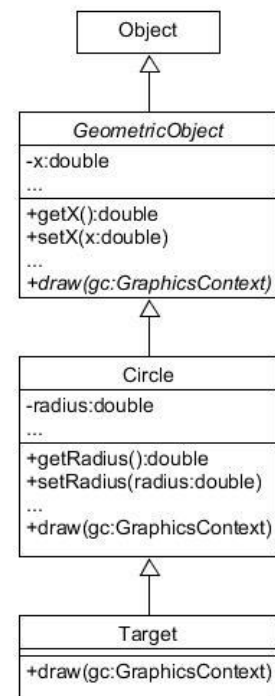 Object
GeometricObject
-x:double
...
+getX():double
+setX(x:double)
...
+draw(gc:GraphicsContext)
Circle
-radius:double
...
+getRadius():double
+setRadius(radius:double)
...
+draw(gc:GraphicsContext)
Target
+draw(gc:GraphicsContext)